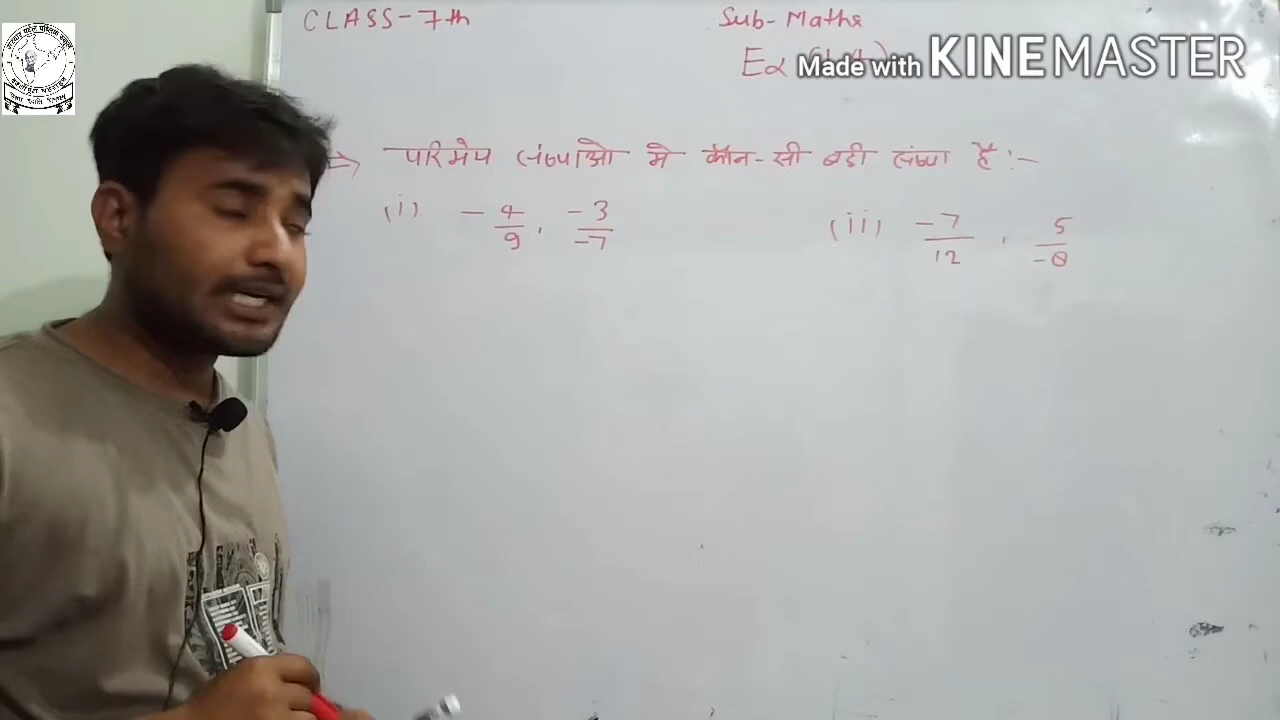 CLASS-7th
Sub-Maths
Ex
Made with KINEMASTER
=> परिमेय संख्याओ मे कौन-सी बडी संख्या है:-
(i) -4/9, -3/-7
(ii) -7/12, 5/-8